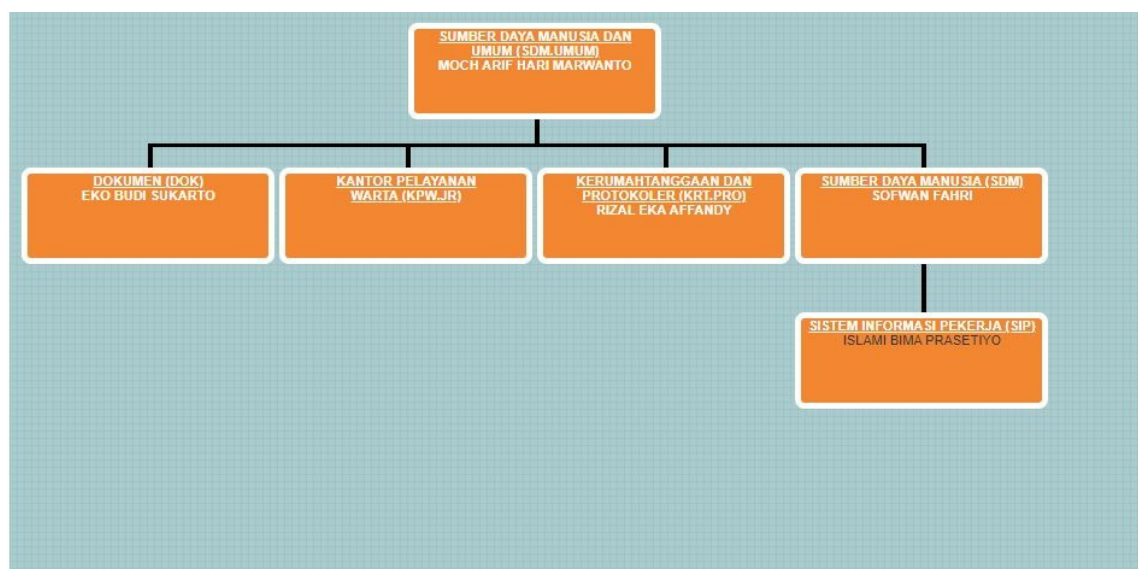 SUMBER DAYA MANUSIA DAN
UMUM (SDM.UMUM)
MOCH ARIF HARI MARWANTO
DOKUMEN (DOK)
EKO BUDI SUKARTO
KANTOR PELAYANAN
WARTA (KPW.JR)
KERUMAHTANGGAAN DAN
PROTOKOLER (KRT.PRO)
RIZAL EKA AFFANDY
SUMBER DAYA MANUSIA (SDM)
SOFWAN FAHRI
SISTEM INFORMASI PEKERJA (SIP)
ISLAMI BIMA PRASETIYO